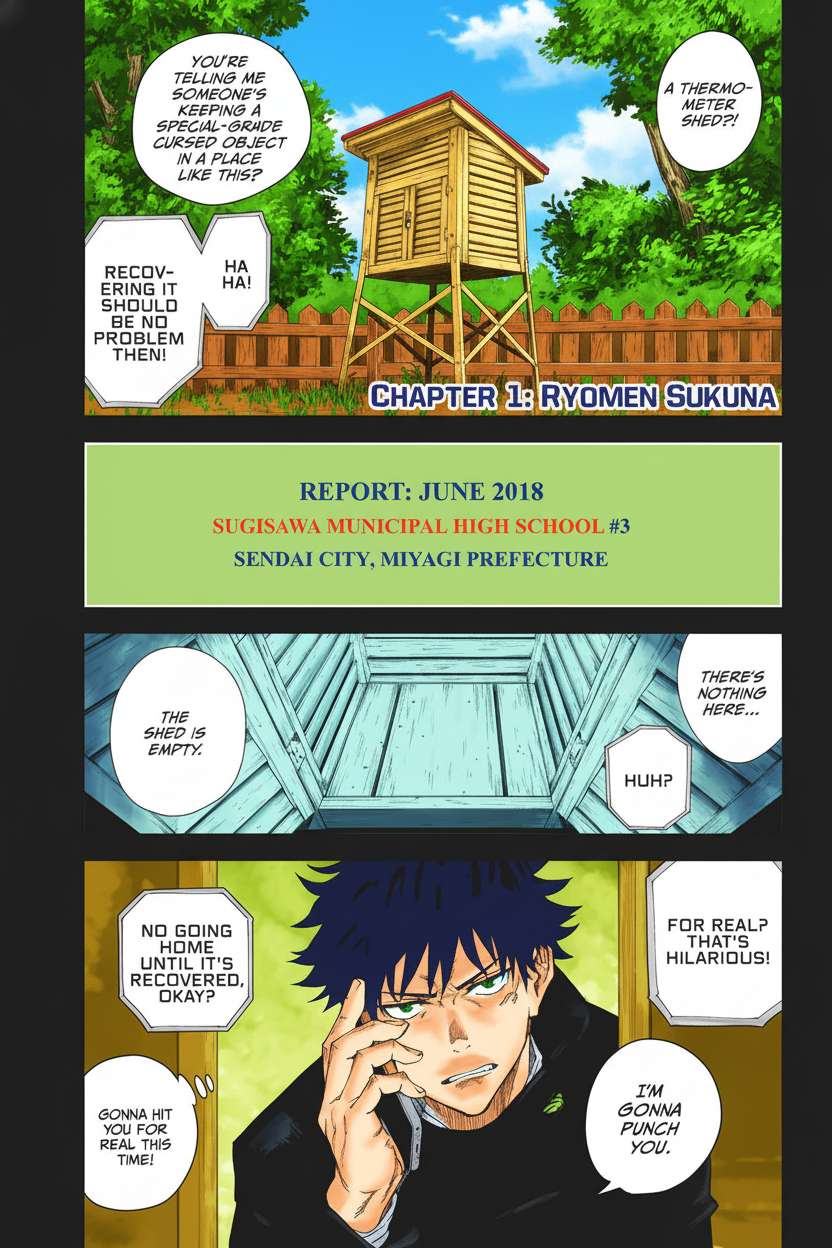 A THERMO-
METER
SHED?!
YOU'RE
TELLING ME
SOMEONE'S
KEEPING A
SPECIAL-GRADE
CURSED OBJECT
IN A PLACE
LIKE THIS?
HA
HA!
RECOV-
ERING IT
SHOULD
BE NO
PROBLEM
THEN!
CHAPTER 1: RYOMEN SUKUNA
REPORT: JUNE 2018
SUGISAWA MUNICIPAL HIGH SCHOOL #3
SENDAI CITY, MIYAGI PREFECTURE
THERE'S
NOTHING
HERE...
HUH?
THE
SHED IS
EMPTY.
FOR REAL?
THAT'S
HILARIOUS!
NO GOING
HOME
UNTIL IT'S
RECOVERED,
OKAY?
I'M
GONNA
PUNCH
YOU.
GONNA HIT
YOU FOR
REAL THIS
TIME!